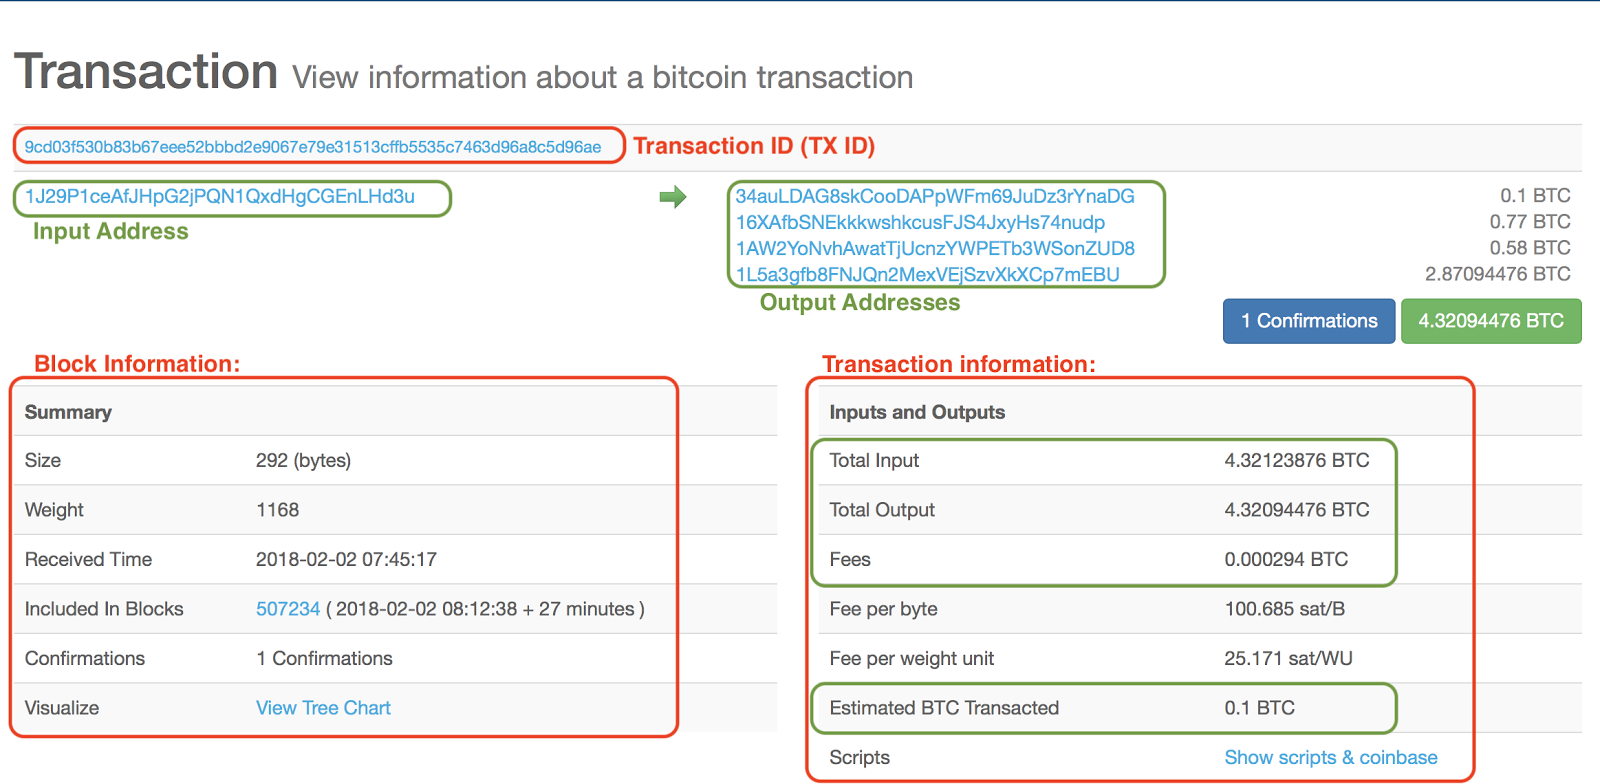 Transaction View information about a bitcoin transaction
9cd03f530b83b67eee52bbbd2e9067e79e31513cffb5535c7463d96a8c5d96ae Transaction ID (TX ID)
1J29P1ceAfJHpG2jPQN1QxdHgCGEnLHd3u 34auLDAG8skCooDAPpWFm69JuDz3rYnaDG 0.1 BTC
16XAfbSNEkkkwshkcusFJS4JxyHs74nudp 0.77 BTC
Input Address
1AW2YoNvhAwatTjUcnzYWPETb3WSonZUD8 0.58 BTC
1L5a3gfb8FNJQn2MexVEjSzvXkXCp7mEBU 2.87094476 BTC
Output Addresses
1 Confirmations 4.32094476 BTC
Block Information:
Summary
Size 292 (bytes)
Weight 1168
Received Time 2018-02-02 07:45:17
Included In Blocks 507234 ( 2018-02-02 08:12:38 + 27 minutes )
Confirmations 1 Confirmations
Visualize View Tree Chart
Transaction information:
Inputs and Outputs
Total Input 4.32123876 BTC
Total Output 4.32094476 BTC
Fees 0.000294 BTC
Fee per byte 100.685 sat/B
Fee per weight unit 25.171 sat/WU
Estimated BTC Transacted 0.1 BTC
Scripts Show scripts & coinbase